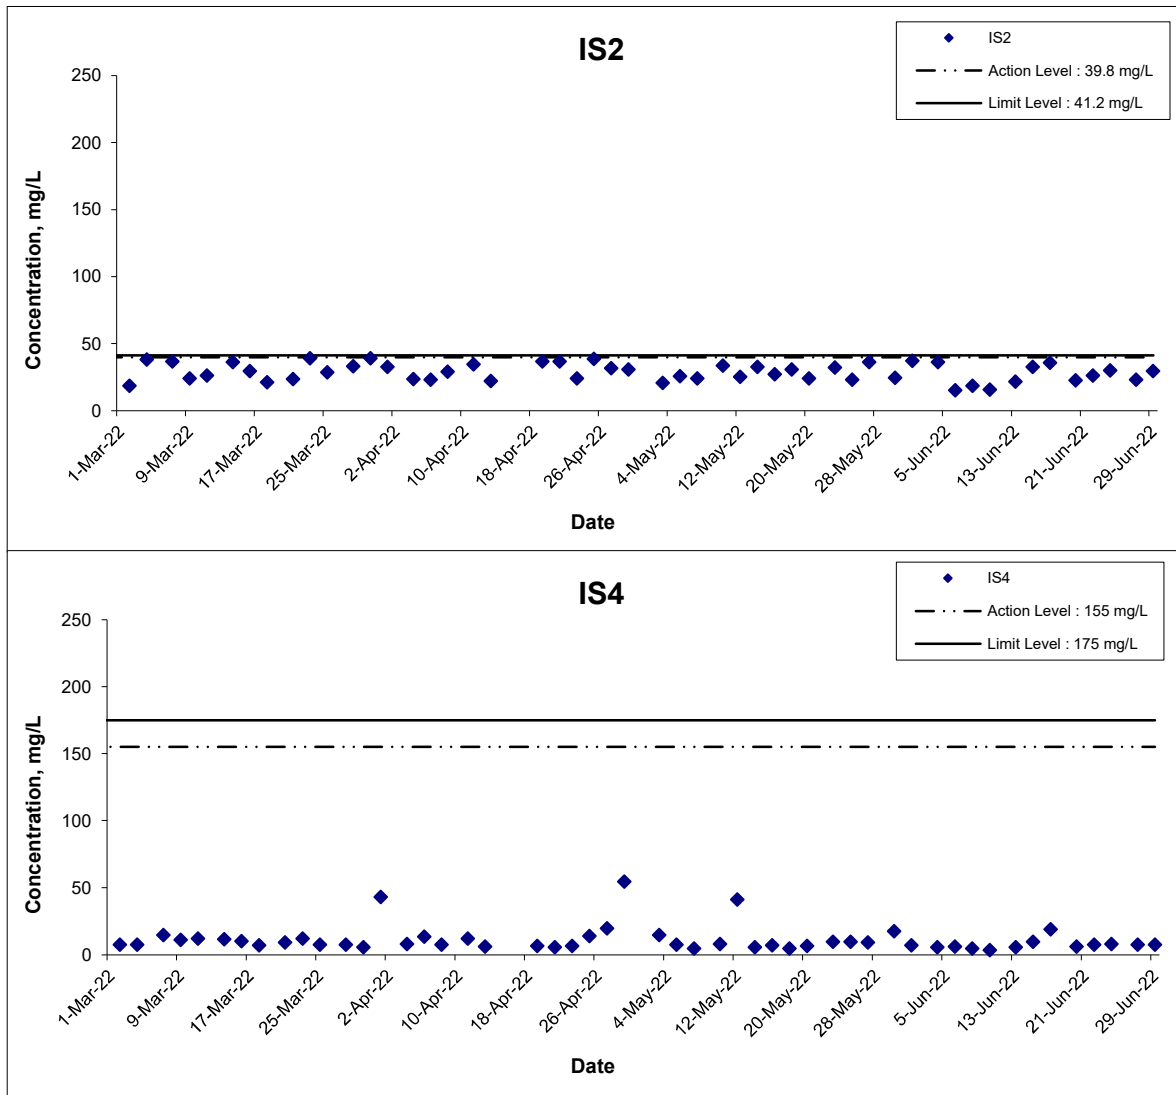 IS2
IS2
Action Level : 39.8 mg/L
Limit Level : 41.2 mg/L
Concentration, mg/L
250
200
150
100
50
0
1-Mar-22
9-Mar-22
17-Mar-22
25-Mar-22
2-Apr-22
10-Apr-22
18-Apr-22
26-Apr-22
4-May-22
12-May-22
20-May-22
28-May-22
5-Jun-22
13-Jun-22
21-Jun-22
29-Jun-22
Date
IS4
IS4
Action Level : 155 mg/L
Limit Level : 175 mg/L
Concentration, mg/L
250
200
150
100
50
0
1-Mar-22
9-Mar-22
17-Mar-22
25-Mar-22
2-Apr-22
10-Apr-22
18-Apr-22
26-Apr-22
4-May-22
12-May-22
20-May-22
28-May-22
5-Jun-22
13-Jun-22
21-Jun-22
29-Jun-22
Date